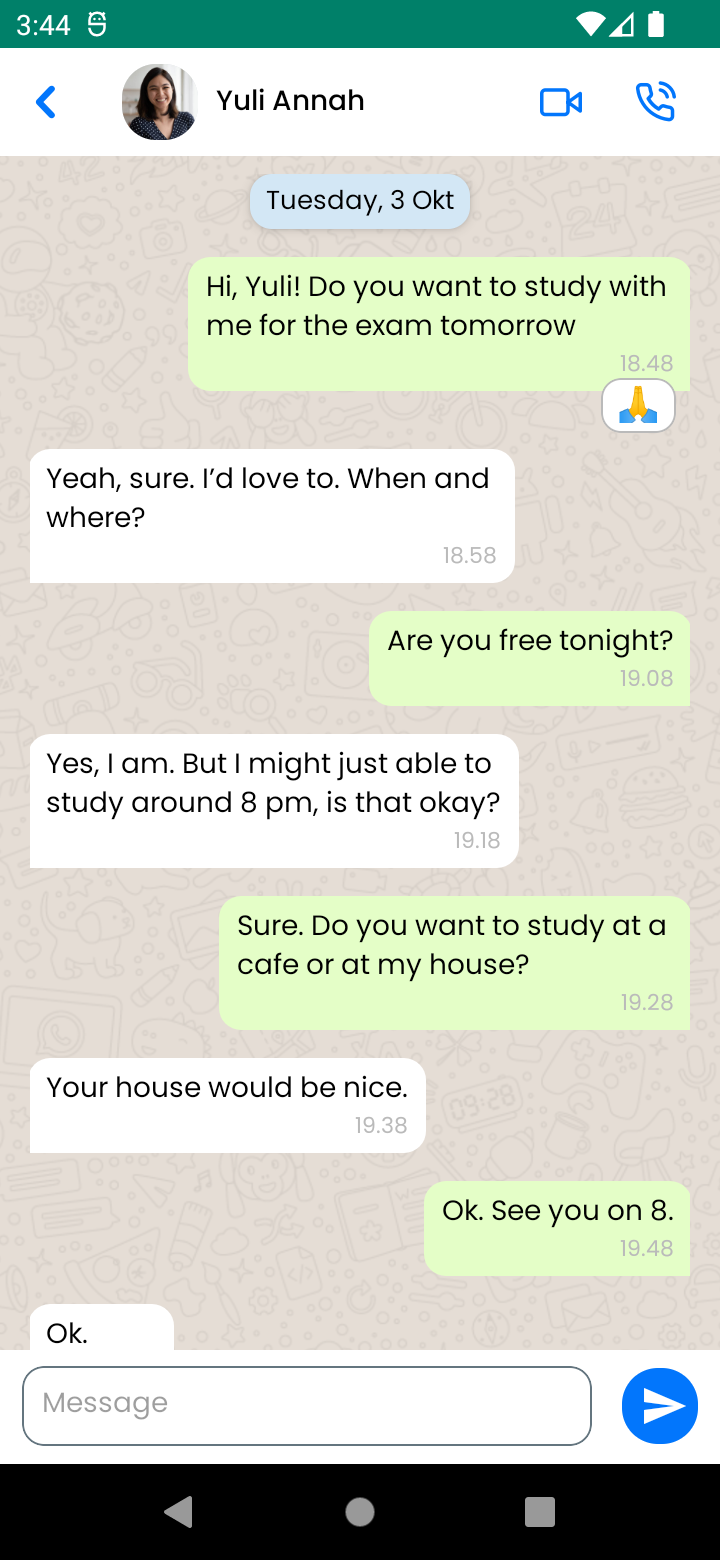 3:44
Yuli Annah
Tuesday, 3 Okt
Hi, Yuli! Do you want to study with
me for the exam tomorrow
18.48
Yeah, sure. I’d love to. When and
where?
18.58
Are you free tonight?
19.08
Yes, I am. But I might just able to
study around 8 pm, is that okay?
19.18
Sure. Do you want to study at a
cafe or at my house?
19.28
Your house would be nice.
19.38
Ok. See you on 8.
19.48
Ok.
Message